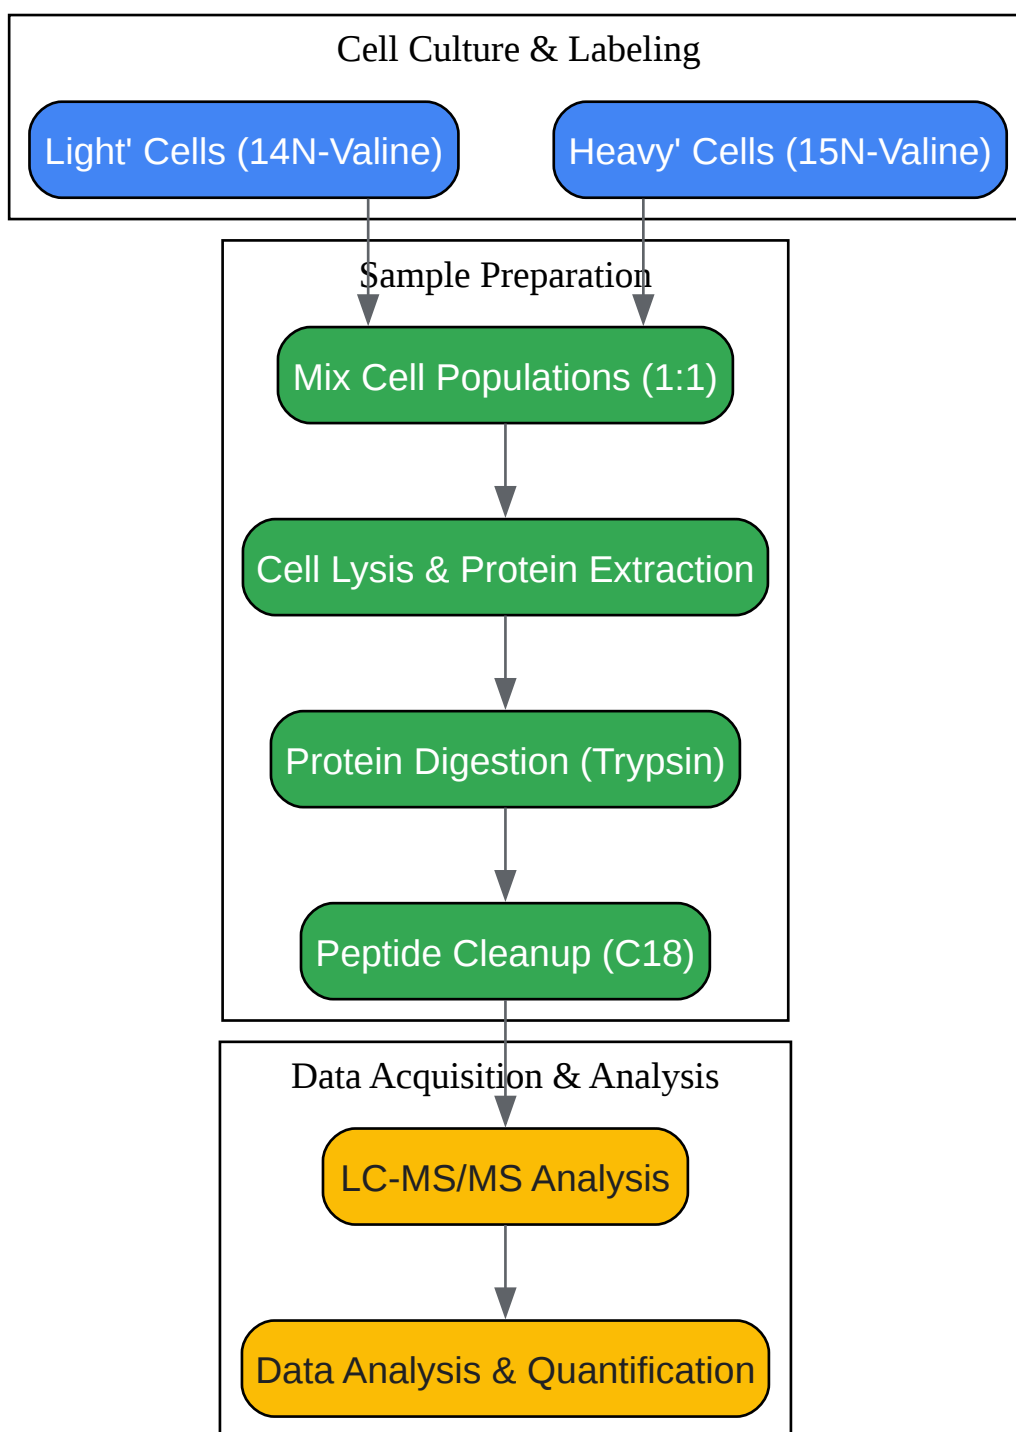 Cell Culture & Labeling
Light' Cells (14N-Valine)
Heavy' Cells (15N-Valine)
Sample Preparation
Mix Cell Populations (1:1)
Cell Lysis & Protein Extraction
Protein Digestion (Trypsin)
Peptide Cleanup (C18)
Data Acquisition & Analysis
LC-MS/MS Analysis
Data Analysis & Quantification